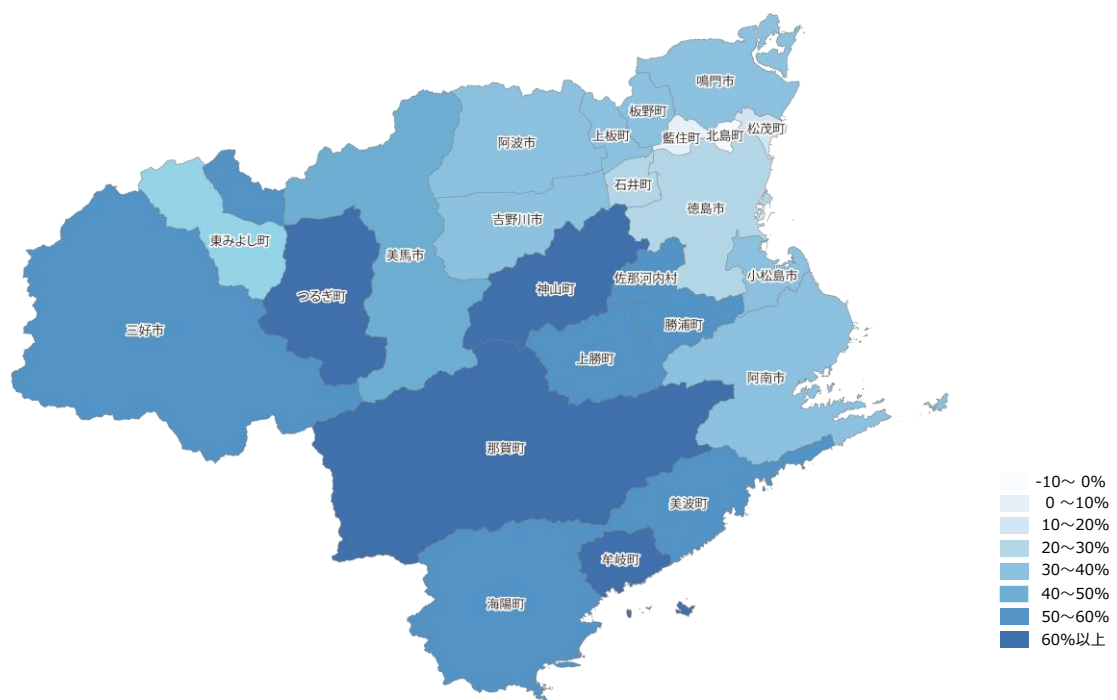 鳴門市
板野町
松茂町
上板町
藍住町
北島町
阿波市
石井町
徳島市
吉野川市
東みよし町
美馬市
小松島市
佐那河内村
つるぎ町
神山町
三好市
勝浦町
上勝町
阿南市
那賀町
美波町
牟岐町
海陽町
-10～ 0%
0 ～10%
10～20%
20～30%
30～40%
40～50%
50～60%
60%以上